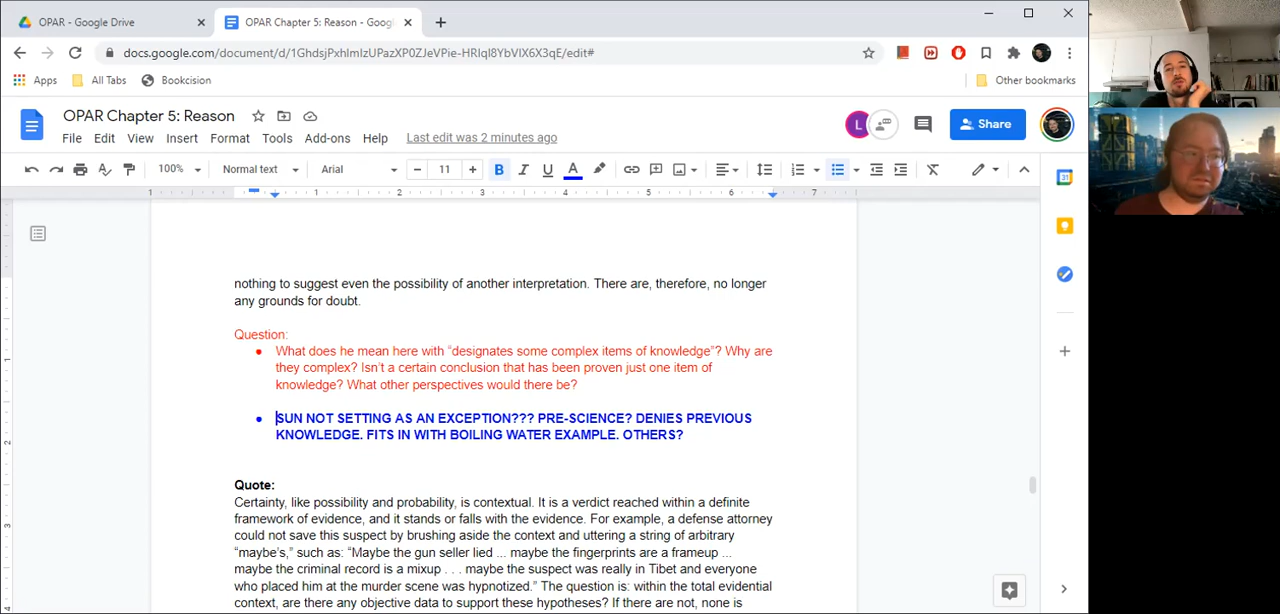 OPAR - Google Drive
OPAR Chapter 5: Reason - Goog
docs.google.com/document/d/
Apps
All Tabs
Bookcision
Other bookmarks
OPAR Chapter 5: Reason
File Edit View Insert Format Tools Add-ons Help
Last edit was 2 minutes ago
L
Share
100%
Normal text
Arial
11
B I U A
1 1 2 3 4 5 6 7
31
nothing to suggest even the possibility of another interpretation. There are, therefore, no longer
any grounds for doubt.
Question:
What does he mean here with “designates some complex items of knowledge”? Why are
they complex? Isn’t a certain conclusion that has been proven just one item of
knowledge? What other perspectives would there be?
SUN NOT SETTING AS AN EXCEPTION??? PRE-SCIENCE? DENIES PREVIOUS
KNOWLEDGE. FITS IN WITH BOILING WATER EXAMPLE. OTHERS?
Quote:
Certainty, like possibility and probability, is contextual. It is a verdict reached within a definite
framework of evidence, and it stands or falls with the evidence. For example, a defense attorney
could not save this suspect by brushing aside the context and uttering a string of arbitrary
“maybe’s,” such as: “Maybe the gun seller lied ... maybe the fingerprints are a frameup ...
maybe the criminal record is a mixup . . . maybe the suspect was really in Tibet and everyone
who placed him at the murder scene was hypnotized.” The question is: within the total evidential
context, are there any objective data to support these hypotheses? If there are not, none is